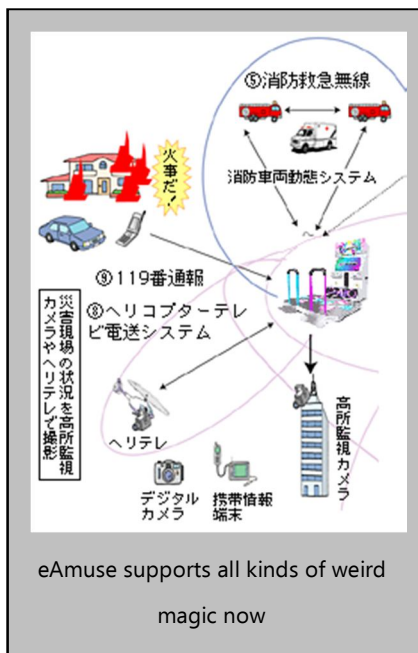 ⑤消防救急無線
消防車両動態システム
火事だ!
⑨119番通報
⑧ヘリコプターテレ
ビ電送システム
災害現場の状況を高所監視
カメラやヘリテレで撮影
ヘリテレ
高所監視カメラ
デジタル
カメラ
携帯情報
端末
eAmuse supports all kinds of weird
magic now